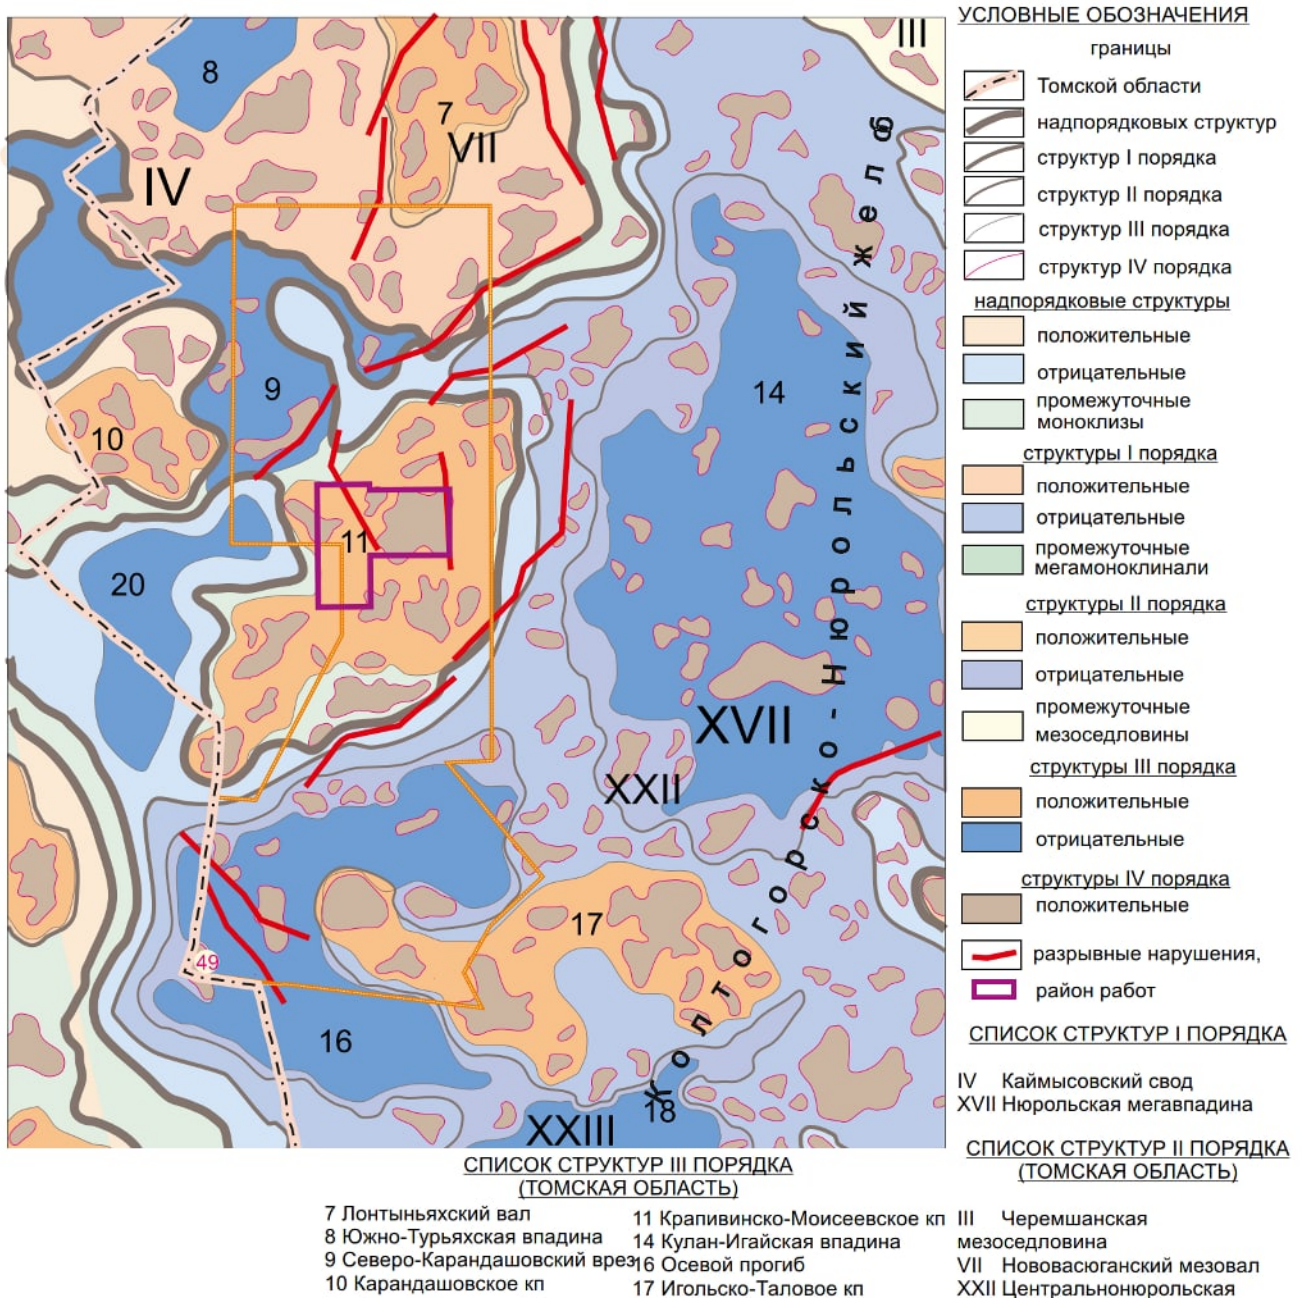 8
7
VII
III
IV
б
Колтогорско-Нюрольский жел
9
14
10
11
20
XVII
XXII
17
49
16
18
XXIII
УСЛОВНЫЕ ОБОЗНАЧЕНИЯ
границы
Томской области
надпорядковых структур
структур I порядка
структур II порядка
структур III порядка
структур IV порядка
надпорядковые структуры
положительные
отрицательные
промежуточные
моноклизы
структуры I порядка
положительные
отрицательные
промежуточные
мегамоноклинали
структуры II порядка
положительные
отрицательные
промежуточные
мезоседловины
структуры III порядка
положительные
отрицательные
структуры IV порядка
положительные
разрывные нарушения,
район работ
СПИСОК СТРУКТУР I ПОРЯДКА
IV Каймысовский свод
XVII Нюрольская мегавпадина
СПИСОК СТРУКТУР II ПОРЯДКА
(ТОМСКАЯ ОБЛАСТЬ)
III Черемшанская
мезоседловина
VII Нововасюганский мезовал
XXII Центральнонюрольская
СПИСОК СТРУКТУР III ПОРЯДКА
(ТОМСКАЯ ОБЛАСТЬ)
7 Лонтыньяхский вал
8 Южно-Турьяхская впадина
9 Северо-Карандашовский врез
10 Карандашовское кп
11 Крапивинско-Моисеевское кп
14 Кулан-Игайская впадина
16 Осевой прогиб
17 Игольско-Таловое кп